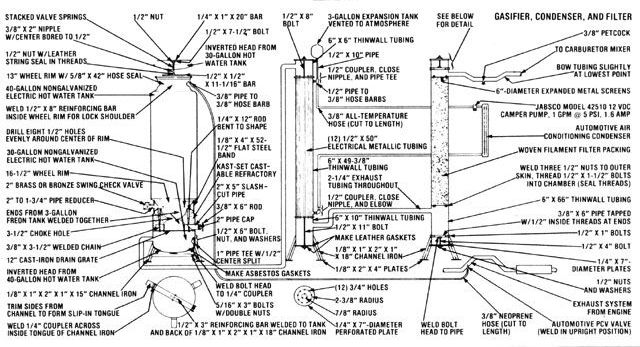 STACKED VALVE SPRINGS
3/8" X 2" NIPPLE
W/CENTER BORED TO 1/2"
1/2" NUT W/LEATHER
STRING SEAL IN THREADS
13" WHEEL RIM W/ 5/8" X 42" HOSE SEAL
40-GALLON NONGALVANIZED
ELECTRIC HOT WATER TANK
WELD 1/2" X 8" REINFORCING BAR
INSIDE WHEEL RIM FOR LOCK SHOULDER
DRILL EIGHT 1/2" HOLES
EVENLY AROUND CENTER OF RIM
30-GALLON NONGALVANIZED
ELECTRIC HOT WATER TANK
16-1/2" WHEEL RIM
2" BRASS OR BRONZE SWING CHECK VALVE
2" TO 1-3/4" PIPE REDUCER
ENDS FROM 3-GALLON
FREON TANK WELDED TOGETHER
3-1/2" CHOKE HOLE
3/8" X 3-1/2" WELDED CHAIN
12" CAST-IRON DRAIN GRATE
INVERTED HEAD FROM
40-GALLON HOT WATER TANK
1/8" X 1" X 2" X 1" X 15" CHANNEL IRON
TRIM SIDES FROM
CHANNEL TO FORM SLIP-IN TONGUE
WELD 1/4" COUPLER ACROSS
INSIDE TONGUE OF CHANNEL IRON
1/2" NUT
1/4" X 1" X 20" BAR
1/2" X 7-1/2" BOLT
INVERTED HEAD FROM
30-GALLON HOT
WATER TANK
1/2" X 1/2"
X 11-1/16" BAR
3/8" PIPE TO
3/8" HOSE BARB
1/4" X 12" ROD
BENT TO SHAPE
1/8" X 4" X 52-
1/2" FLAT STEEL
BAND
KAST-SET CAST-
ABLE REFRACTORY
2" X 5" SLASH-
CUT PIPE
3/8" X 6" ROD
2" PIPE CAP
1/2" X 6" BOLT,
NUT, AND WASHERS
1" PIPE TEE W/1/2"
CENTER SPLIT
MAKE ASBESTOS GASKETS
WELD BOLT HEAD
TO 1/4" COUPLER
5/16" X 3" BOLTS
W/DOUBLE NUTS
1/2" X 3" REINFORCING BAR WELDED TO TANK
AND BACK OF 1/8" X 1" X 2" X 1" X 18" CHANNEL IRON
1/2" X 8"
BOLT
3-GALLON EXPANSION TANK
VENTED TO ATMOSPHERE
6" X 6" THINWALL TUBING
1/2" X 10" PIPE
1/2" COUPLER, CLOSE
NIPPLE, AND PIPE TEE
1/2" PIPE TO
3/8" HOSE BARBS
3/8" ALL-TEMPERATURE
HOSE (CUT TO LENGTH)
(12) 1/2" X 50"
ELECTRICAL METALLIC TUBING
6" X 49-3/8"
THINWALL TUBING
2-1/4" EXHAUST
TUBING THROUGHOUT
1/2" COUPLER, CLOSE
NIPPLE, AND ELBOW
6" X 10" THINWALL TUBING
1/2" X 11" BOLT
MAKE LEATHER GASKETS
1/8" X 1" X 2" X 1"
X 18" CHANNEL IRON
1/8" X 2" X 4" PLATES
(12) 3/4" HOLES
2-3/8" RADIUS
7/8" RADIUS
1/4" X 7"-DIAMETER
PERFORATED PLATE
SEE BELOW
FOR DETAIL
GASIFIER, CONDENSER, AND FILTER
3/8" PETCOCK
TO CARBURETOR MIXER
BOW TUBING SLIGHTLY
AT LOWEST POINT
6"-DIAMETER EXPANDED METAL SCREENS
JABSCO MODEL 42510 12 VDC
CAMPER PUMP, 1 GPM @ 5 PSI, 1.6 AMP
AUTOMOTIVE AIR
CONDITIONING CONDENSER
WOVEN FILAMENT FILTER PACKING
WELD THREE 1/2" NUTS TO OUTER
SKIN, THREAD 1/2" X 1-1/2" BOLTS
INTO CHAMBER (SEAL THREADS)
6" X 66" THINWALL TUBING
3/8" X 6" PIPE TAPPED
W/1/2" INSIDE THREADS AT ENDS
1/2" X 1" BOLTS
1/2" X 4" BOLT
1/4" X 7"-
DIAMETER PLATES
1/2" NUTS
AND WASHERS
EXHAUST SYSTEM
FROM ENGINE
3/8" NEOPRENE
HOSE (CUT TO
LENGTH)
AUTOMOTIVE PCV VALVE
(WELD IN UPRIGHT POSITION)
WELD BOLT
HEAD TO PIPE